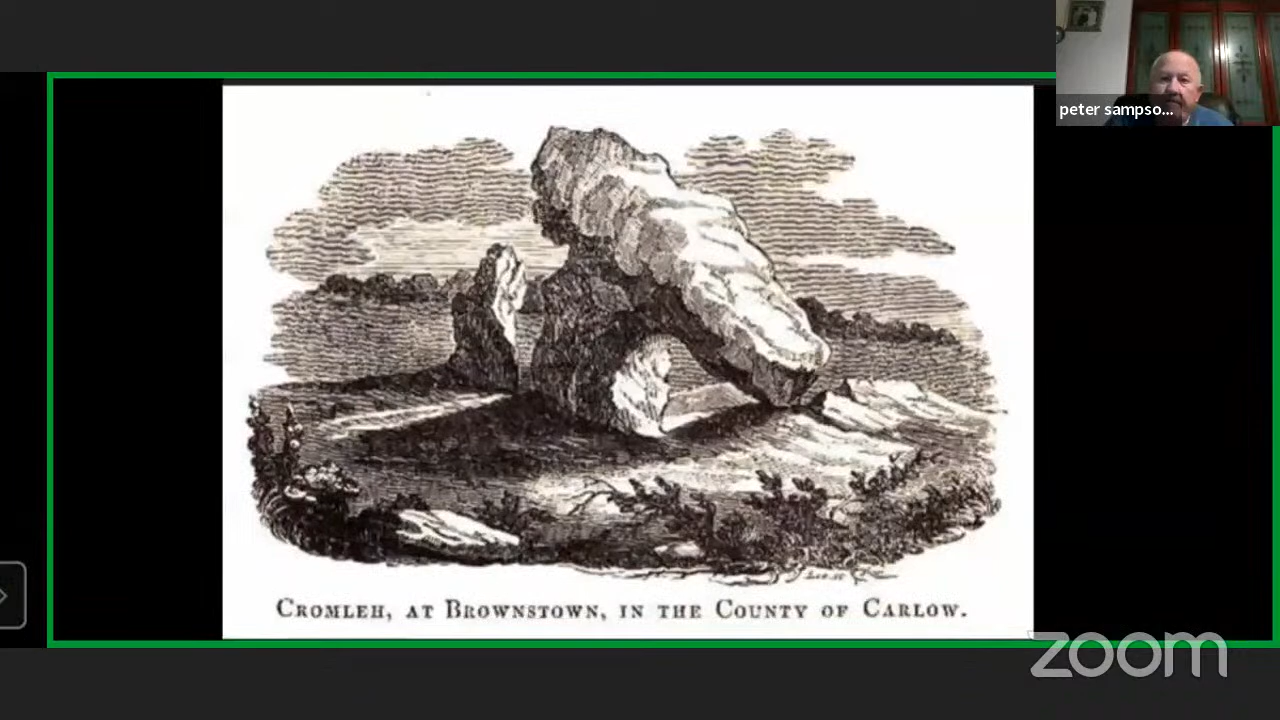 peter sampso...
CROMLEH, AT BROWNSTOWN, IN THE COUNTY OF CARLOW.
zoom